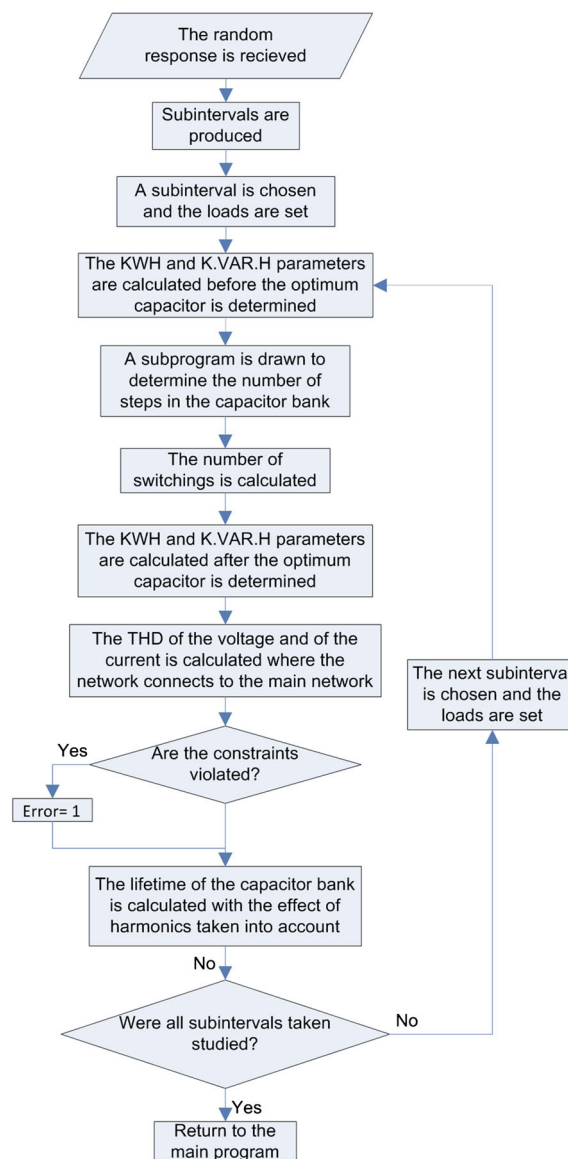 The random
response is recieved
Subintervals are
produced
A subinterval is chosen
and the loads are set
The KWH and K.VAR.H parameters
are calculated before the optimum
capacitor is determined
A subprogram is drawn to
determine the number of
steps in the capacitor bank
The number of
switchings is calculated
The KWH and K.VAR.H parameters
are calculated after the optimum
capacitor is determined
The THD of the voltage and of the
current is calculated where the
network connects to the main network
The next subinterval
is chosen and the
loads are set
Yes
Are the constraints
violated?
Error= 1
The lifetime of the capacitor bank
is calculated with the effect of
harmonics taken into account
No
Were all subintervals taken
studied?
No
Yes
Return to the
main program